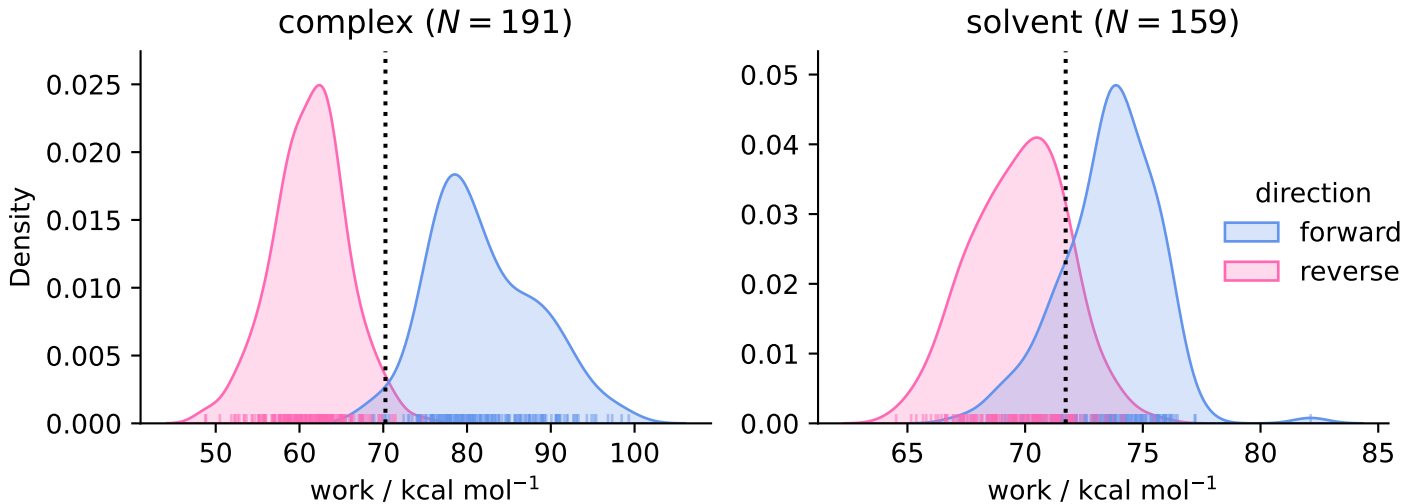 complex (N = 191)
Density
0.025
0.020
0.015
0.010
0.005
0.000
50 60 70 80 90 100
work / kcal mol⁻¹
solvent (N = 159)
0.05
0.04
0.03
0.02
0.01
0.00
65 70 75 80 85
work / kcal mol⁻¹
direction
forward
reverse